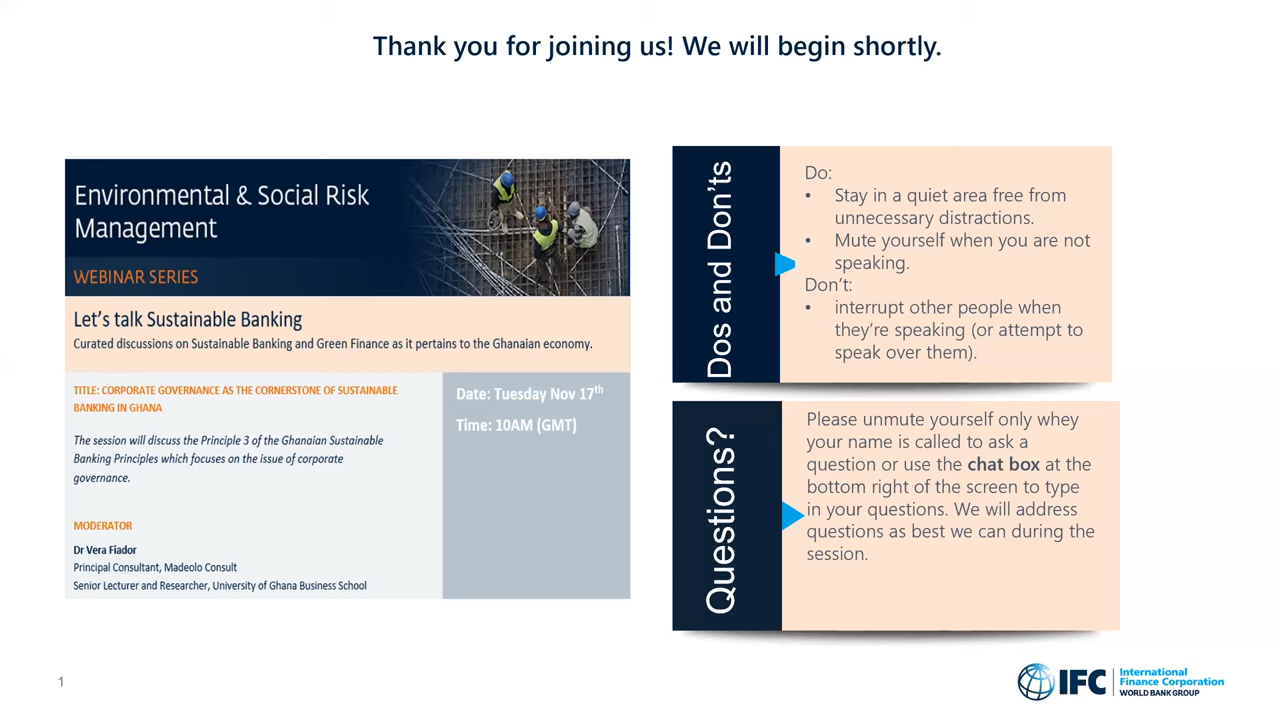 Thank you for joining us! We will begin shortly.
Environmental & Social Risk
Management
WEBINAR SERIES
Let's talk Sustainable Banking
Curated discussions on Sustainable Banking and Green Finance as it pertains to the Ghanaian economy.
TITLE: CORPORATE GOVERNANCE AS THE CORNERSTONE OF SUSTAINABLE
BANKING IN GHANA
The session will discuss the Principle 3 of the Ghanaian Sustainable
Banking Principles which focuses on the issue of corporate
governance.
MODERATOR
Dr Vera Fiador
Principal Consultant, Madeolo Consult
Senior Lecturer and Researcher, University of Ghana Business School
Date: Tuesday Nov 17th
Time: 10AM (GMT)
Dos and Don'ts
Do:
• Stay in a quiet area free from
unnecessary distractions.
• Mute yourself when you are not
speaking.
Don't:
• interrupt other people when
they're speaking (or attempt to
speak over them).
Questions?
Please unmute yourself only whey
your name is called to ask a
question or use the chat box at the
bottom right of the screen to type
in your questions. We will address
questions as best we can during the
session.
1
IFC
International
Finance Corporation
WORLD BANK GROUP